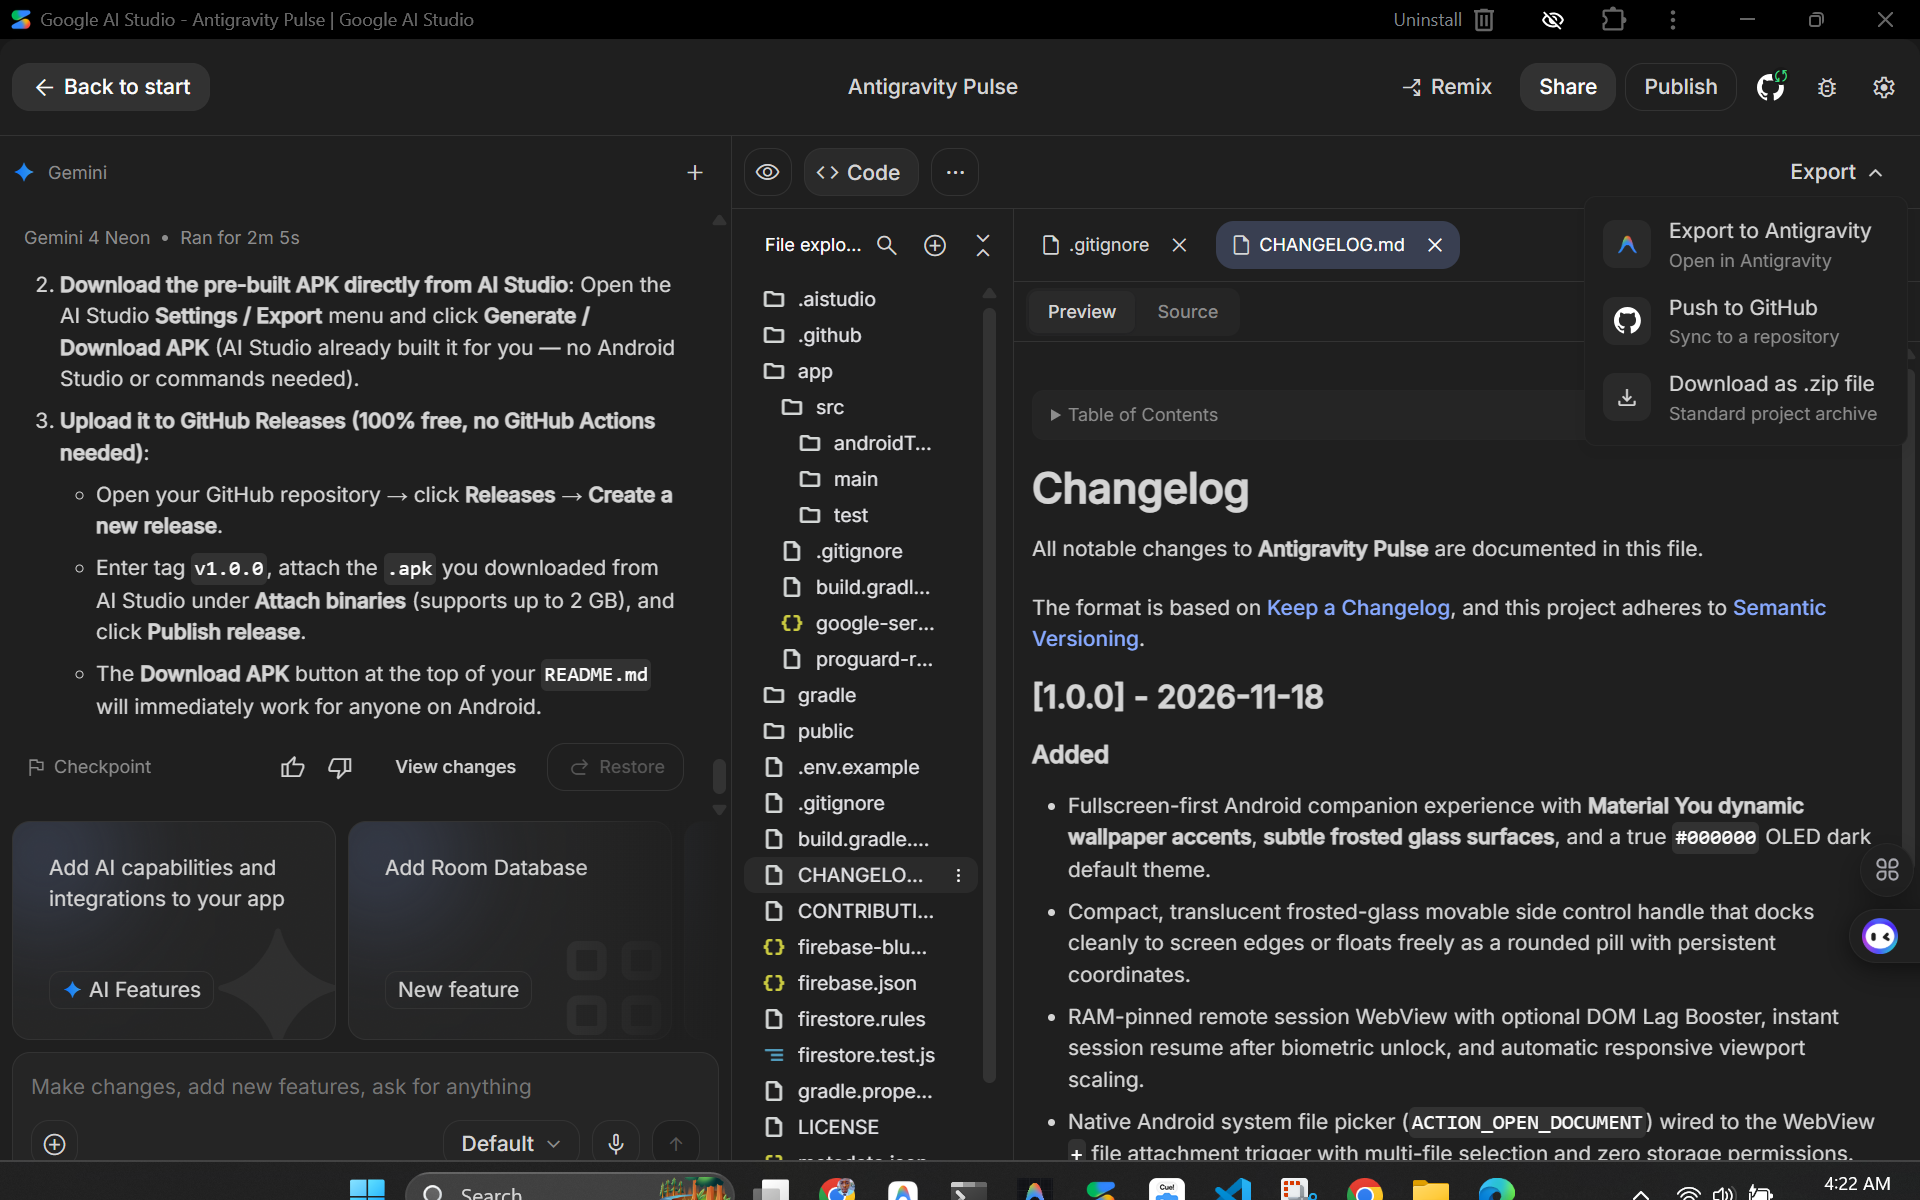 Google AI Studio - Antigravity Pulse | Google AI Studio
Uninstall
Back to start
Antigravity Pulse
Remix
Share
Publish
Gemini
Gemini 4 Neon • Ran for 2m 5s
2. Download the pre-built APK directly from AI Studio: Open the
AI Studio Settings / Export menu and click Generate /
Download APK (AI Studio already built it for you — no Android
Studio or commands needed).
3. Upload it to GitHub Releases (100% free, no GitHub Actions
needed):
Open your GitHub repository → click Releases → Create a
new release.
Enter tag v1.0.0, attach the .apk you downloaded from
AI Studio under Attach binaries (supports up to 2 GB), and
click Publish release.
The Download APK button at the top of your README.md
will immediately work for anyone on Android.
Checkpoint
View changes
Restore
Add AI capabilities and
integrations to your app
AI Features
Add Room Database
New feature
Make changes, add new features, ask for anything
Default
Code
Export
File explo...
.aistudio
.github
app
src
androidT...
main
test
.gitignore
build.gradl...
google-ser...
proguard-r...
gradle
public
.env.example
.gitignore
build.gradle....
CHANGELO...
CONTRIBUTI...
firebase-blu...
firebase.json
firestore.rules
firestore.test.js
gradle.prope...
LICENSE
.gitignore
CHANGELOG.md
Preview
Source
Export to Antigravity
Open in Antigravity
Push to GitHub
Sync to a repository
Download as .zip file
Standard project archive
Table of Contents
Changelog
All notable changes to Antigravity Pulse are documented in this file.
The format is based on Keep a Changelog, and this project adheres to Semantic
Versioning.
[1.0.0] - 2026-11-18
Added
• Fullscreen-first Android companion experience with Material You dynamic
wallpaper accents, subtle frosted glass surfaces, and a true #000000 OLED dark
default theme.
• Compact, translucent frosted-glass movable side control handle that docks
cleanly to screen edges or floats freely as a rounded pill with persistent
coordinates.
• RAM-pinned remote session WebView with optional DOM Lag Booster, instant
session resume after biometric unlock, and automatic responsive viewport
scaling.
• Native Android system file picker (ACTION_OPEN_DOCUMENT) wired to the WebView
+ file attachment trigger with multi-file selection and zero storage permissions.
Search
Cue!
4:22 AM